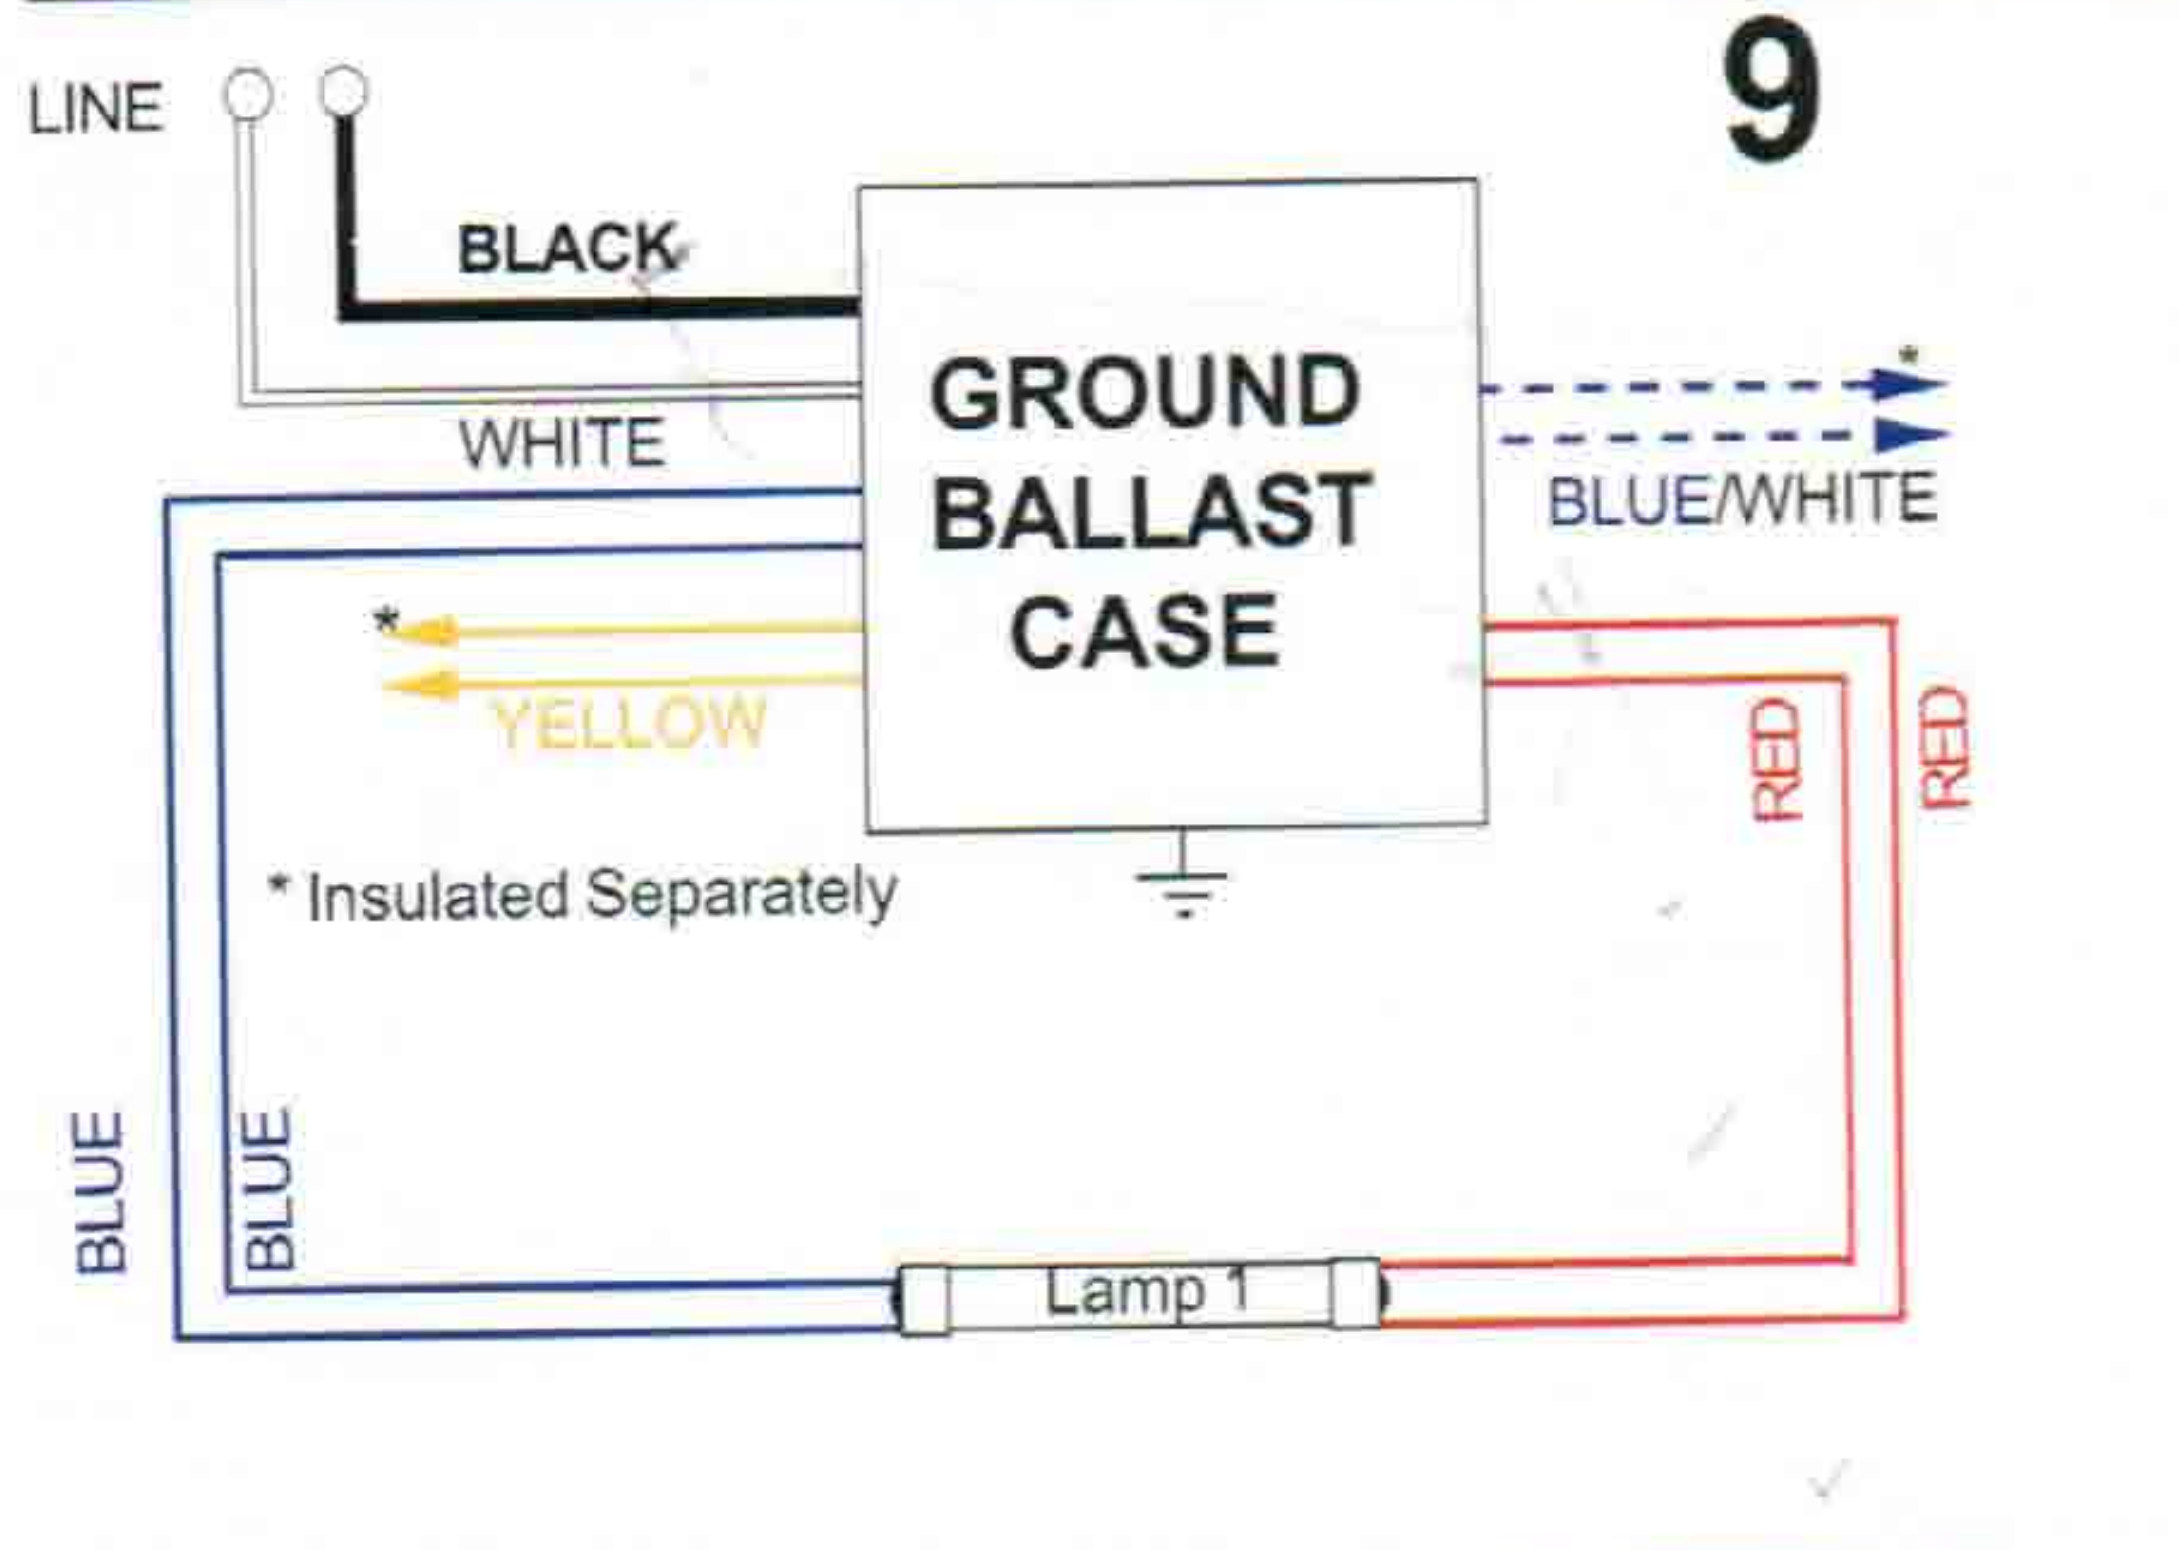 9
LINE
BLACK
WHITE
GROUND
BALLAST
CASE
*
BLUE/WHITE
*
YELLOW
RED
RED
* Insulated Separately
BLUE
BLUE
Lamp 1